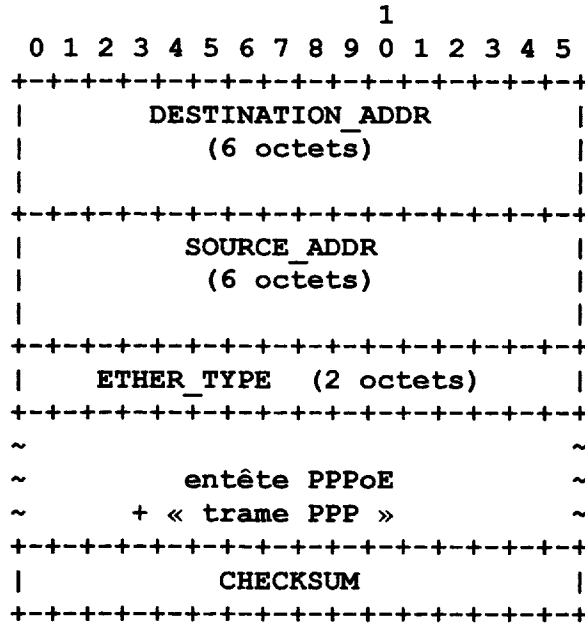 1
 0 1 2 3 4 5 6 7 8 9 0 1 2 3 4 5
+-+-+-+-+-+-+-+-+-+-+-+-+-+-+-+-+
|       DESTINATION_ADDR        |
|          (6 octets)           |
|                               |
+-+-+-+-+-+-+-+-+-+-+-+-+-+-+-+-+
|         SOURCE_ADDR           |
|          (6 octets)           |
|                               |
+-+-+-+-+-+-+-+-+-+-+-+-+-+-+-+-+
|    ETHER_TYPE  (2 octets)     |
+-+-+-+-+-+-+-+-+-+-+-+-+-+-+-+-+
~                               ~
~         entête PPPoE          ~
~      + « trame PPP »          ~
+-+-+-+-+-+-+-+-+-+-+-+-+-+-+-+-+
|           CHECKSUM            |
+-+-+-+-+-+-+-+-+-+-+-+-+-+-+-+-+